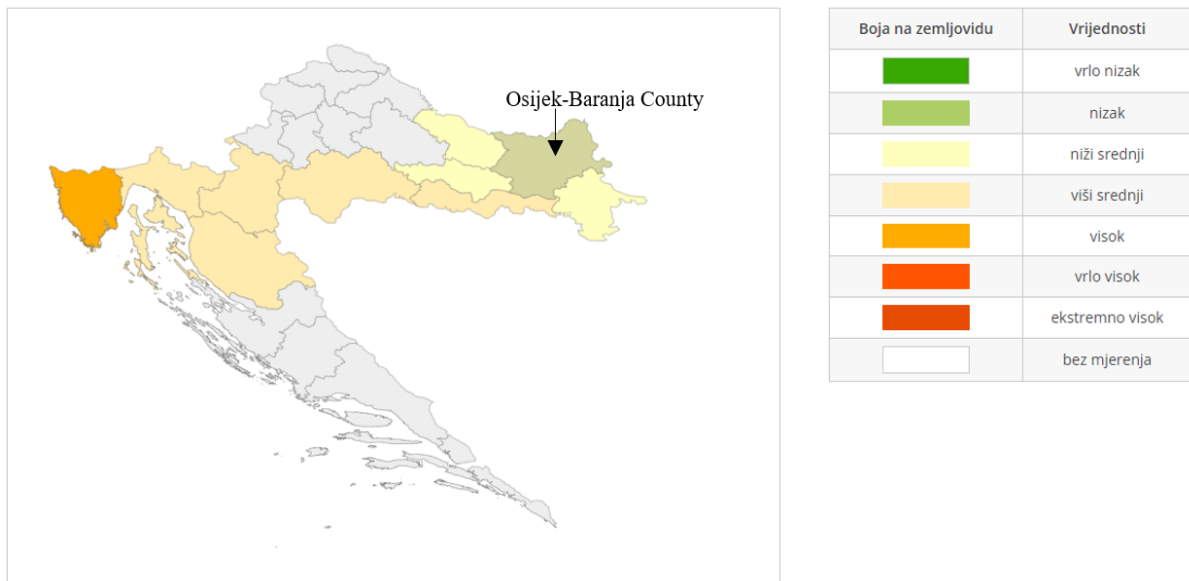 Osijek-Baranja County
Boja na zemljovidu Vrijednosti
vrlo nizak
nizak
niži srednji
viši srednji
visok
vrlo visok
ekstremno visok
bez mjerenja